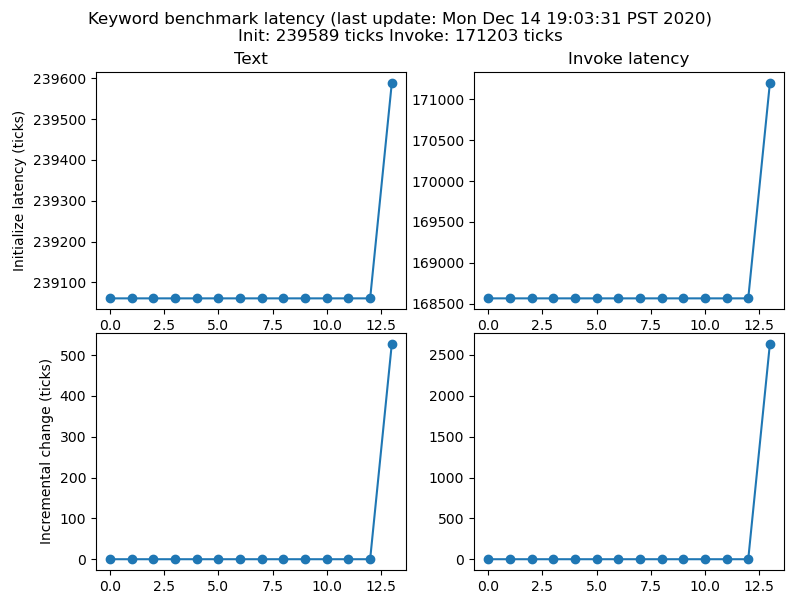 Keyword benchmark latency (last update: Mon Dec 14 19:03:31 PST 2020)
Init: 239589 ticks Invoke: 171203 ticks
Text
Initialize latency (ticks)
239600
239500
239400
239300
239200
239100
0.0 2.5 5.0 7.5 10.0 12.5
Invoke latency
171000
170500
170000
169500
169000
168500
0.0 2.5 5.0 7.5 10.0 12.5
Incremental change (ticks)
500
400
300
200
100
0
0.0 2.5 5.0 7.5 10.0 12.5
2500
2000
1500
1000
500
0
0.0 2.5 5.0 7.5 10.0 12.5